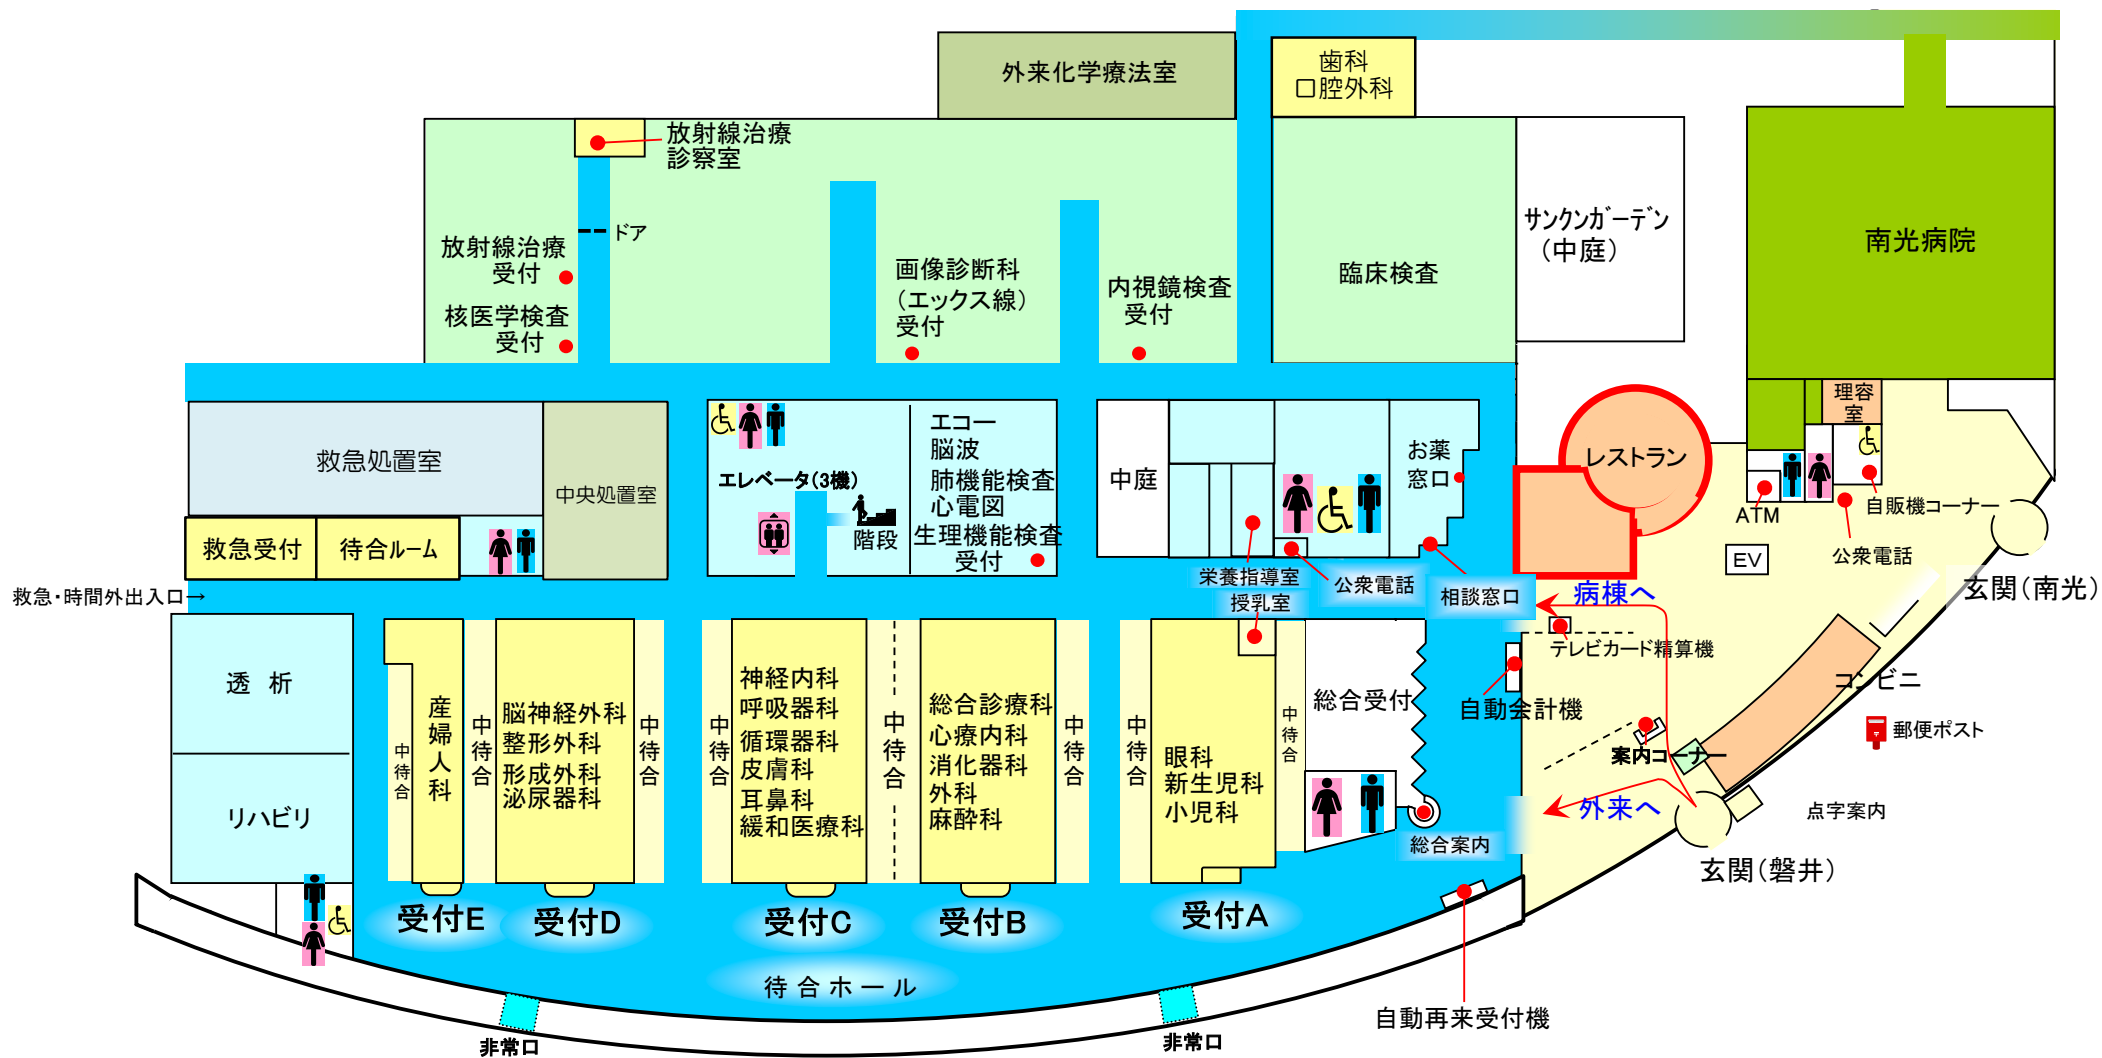 外来化学療法室
歯科
口腔外科
放射線治療
診察室
ドア
放射線治療
受付
核医学検査
受付
画像診断科
(エックス線)
受付
内視鏡検査
受付
臨床検査
サンクンガーデン
(中庭)
南光病院
理容
室
救急処置室
中央処置室
エレベータ(3機)
階段
エコー
脳波
肺機能検査
心電図
生理機能検査
受付
中庭
お薬
窓口
レストラン
ATM
自販機コーナー
公衆電話
EV
玄関(南光)
救急受付
待合ルーム
救急・時間外出入口→
栄養指導室
授乳室
公衆電話
相談窓口
病棟へ
テレビカード精算機
自動会計機
コンビニ
郵便ポスト
案内コーナー
外来へ
点字案内
玄関(磐井)
透 析
リハビリ
中待合
産婦人科
中待合
脳神経外科
整形外科
形成外科
泌尿器科
中待合
中待合
神経内科
呼吸器科
循環器科
皮膚科
耳鼻科
緩和医療科
中待合
総合診療科
心療内科
消化器科
外科
麻酔科
中待合
中待合
眼科
新生児科
小児科
中待合
総合受付
総合案内
受付E
受付D
受付C
受付B
受付A
待合ホール
自動再来受付機
非常口
非常口